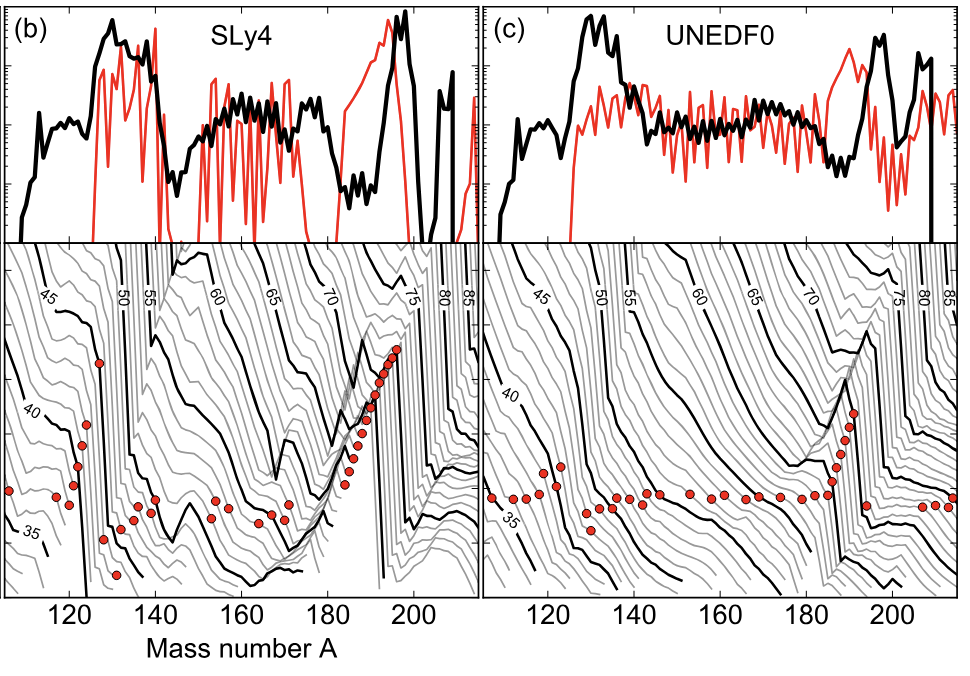 (b) SLy4 (c) UNEDF0
45 50 55 60 65 70 75 80 85 45 50 55 60 65 70 75 80 85
40 40
35 35
120 140 160 180 200 120 140 160 180 200
Mass number A